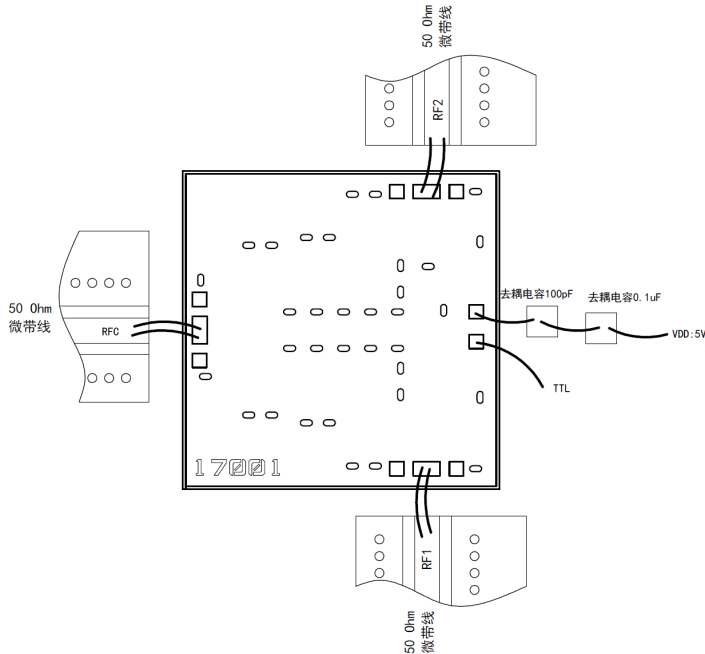 50 Ohm
微带线
RF2
50 Ohm
微带线
RFC
去耦电容100pF
去耦电容0.1uF
VDD:5V
TTL
17001
RF1
50 Ohm
微带线